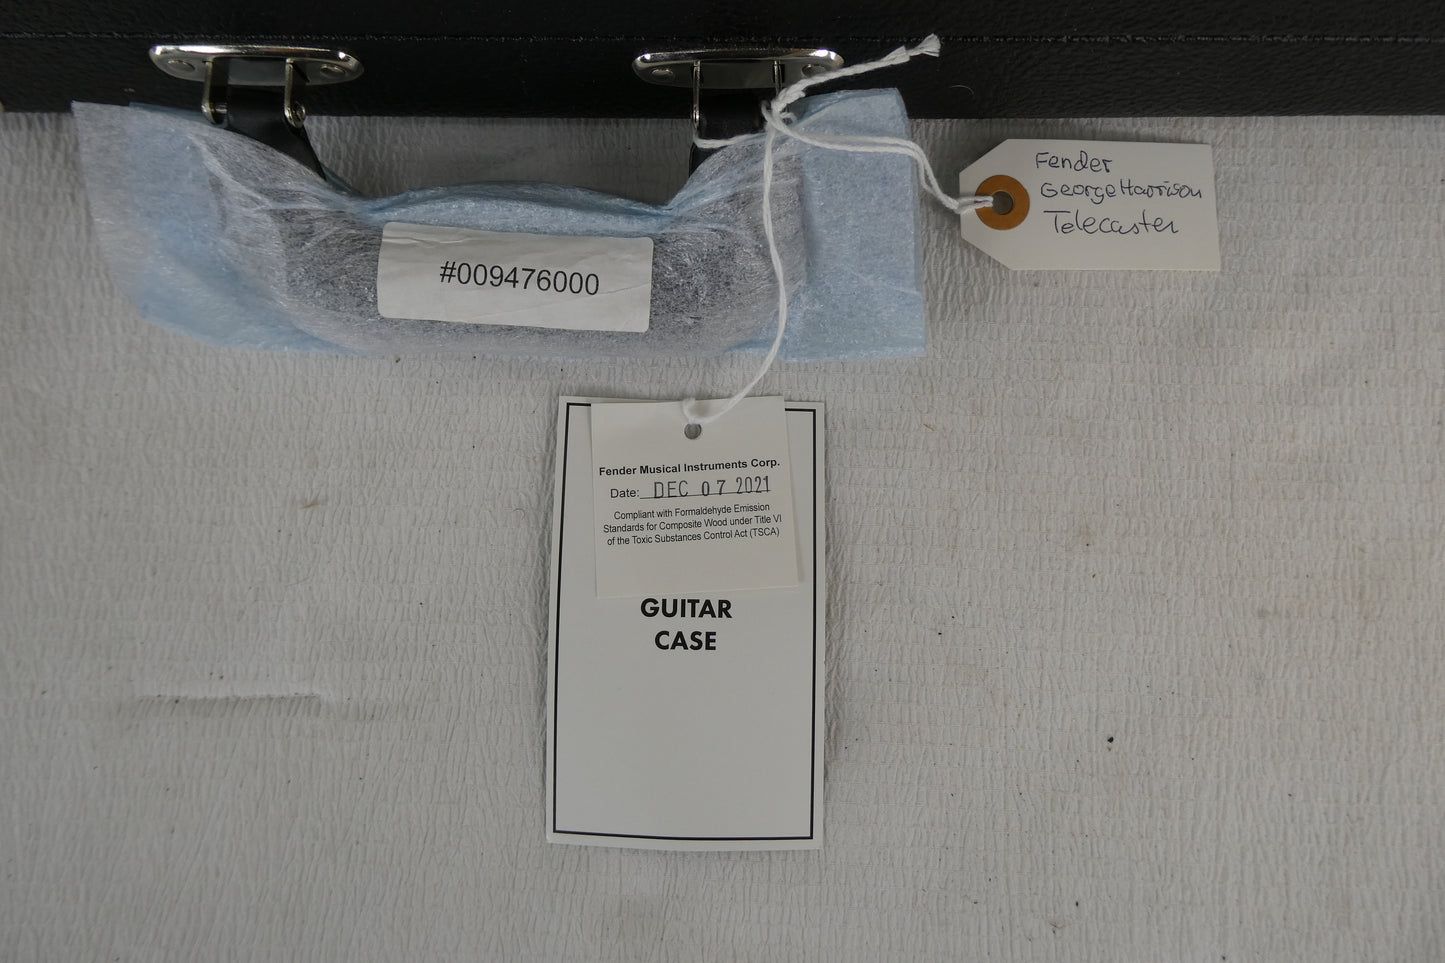 Fender
George Harrison
Telecaster
#009476000
Fender Musical Instruments Corp.
Date: DEC 07 2021
Compliant with Formaldehyde Emission
Standards for Composite Wood under Title VI
of the Toxic Substances Control Act (TSCA)
GUITAR
CASE